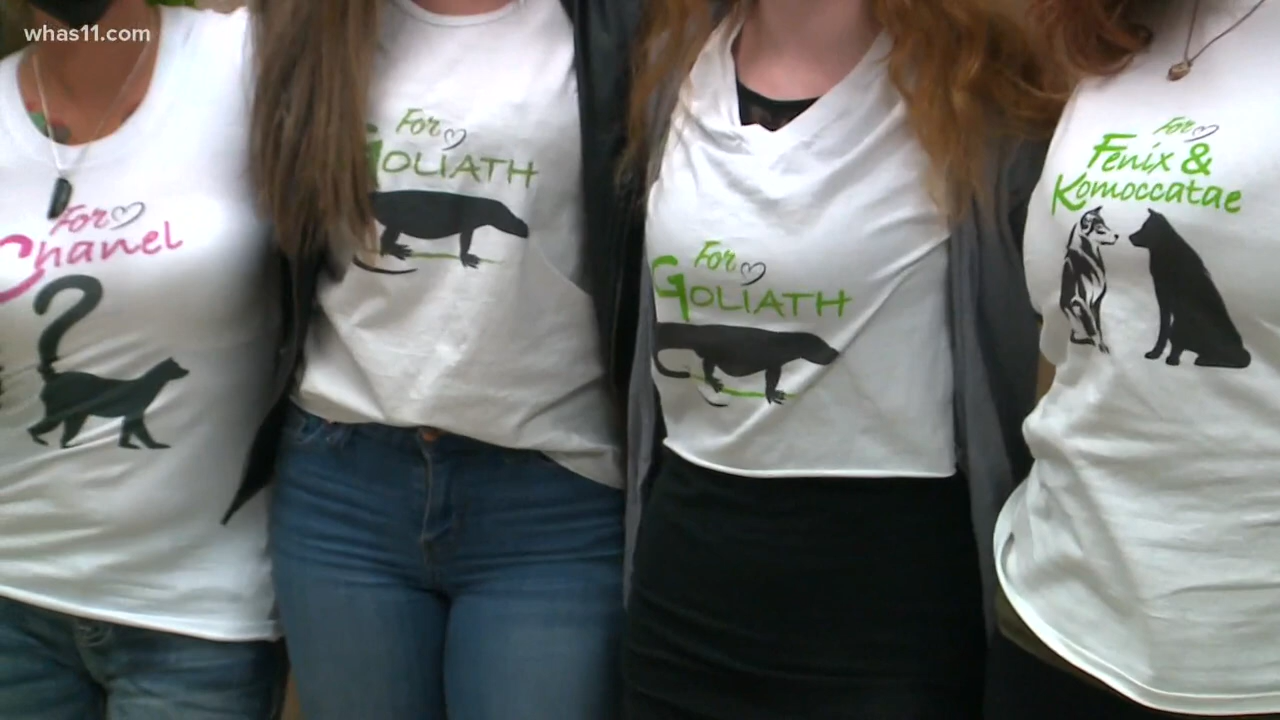 whas11.com
For
Chanel
For
GOLIATH
For
GOLIATH
For
Fenix &
Komoccatae